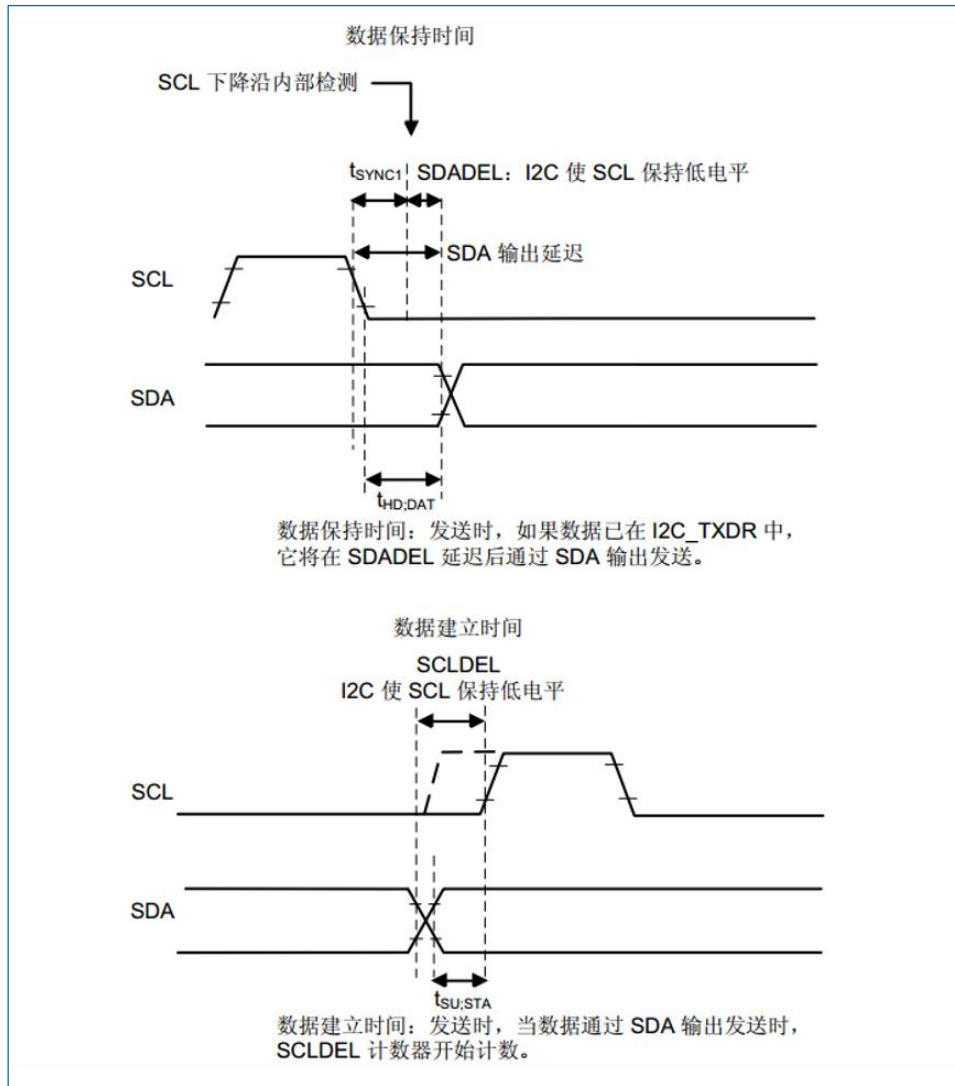 数据保持时间
SCL 下降沿内部检测
tSYNC1 SDADEL：I2C 使 SCL 保持低电平
SDA 输出延迟
SCL
SDA
tHD;DAT
数据保持时间：发送时，如果数据已在 I2C_TXDR 中，
它将在 SDADEL 延迟后通过 SDA 输出发送。
数据建立时间
SCLDEL
I2C 使 SCL 保持低电平
SCL
SDA
tSU;STA
数据建立时间：发送时，当数据通过 SDA 输出发送时，
SCLDEL 计数器开始计数。